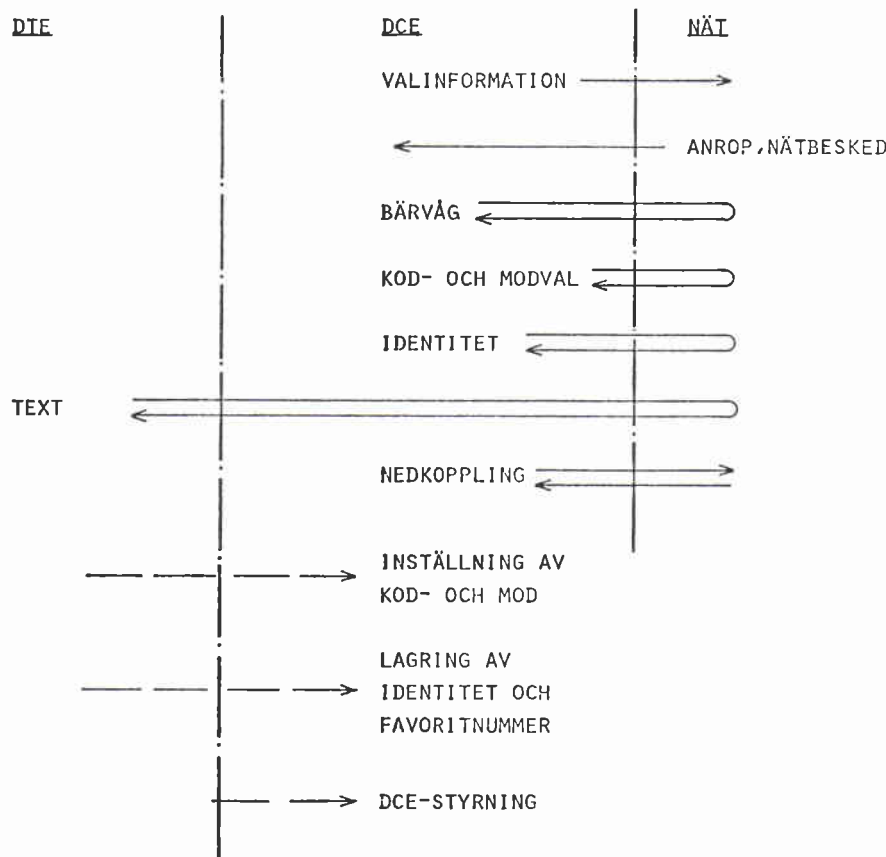 DTE DCE NÄT
VALINFORMATION
ANROP,NÄTBESKED
BÄRVÅG
KOD- OCH MODVAL
IDENTITET
TEXT
NEDKOPPLING
INSTÄLLNING AV
KOD- OCH MOD
LAGRING AV
IDENTITET OCH
FAVORITNUMMER
DCE-STYRNING